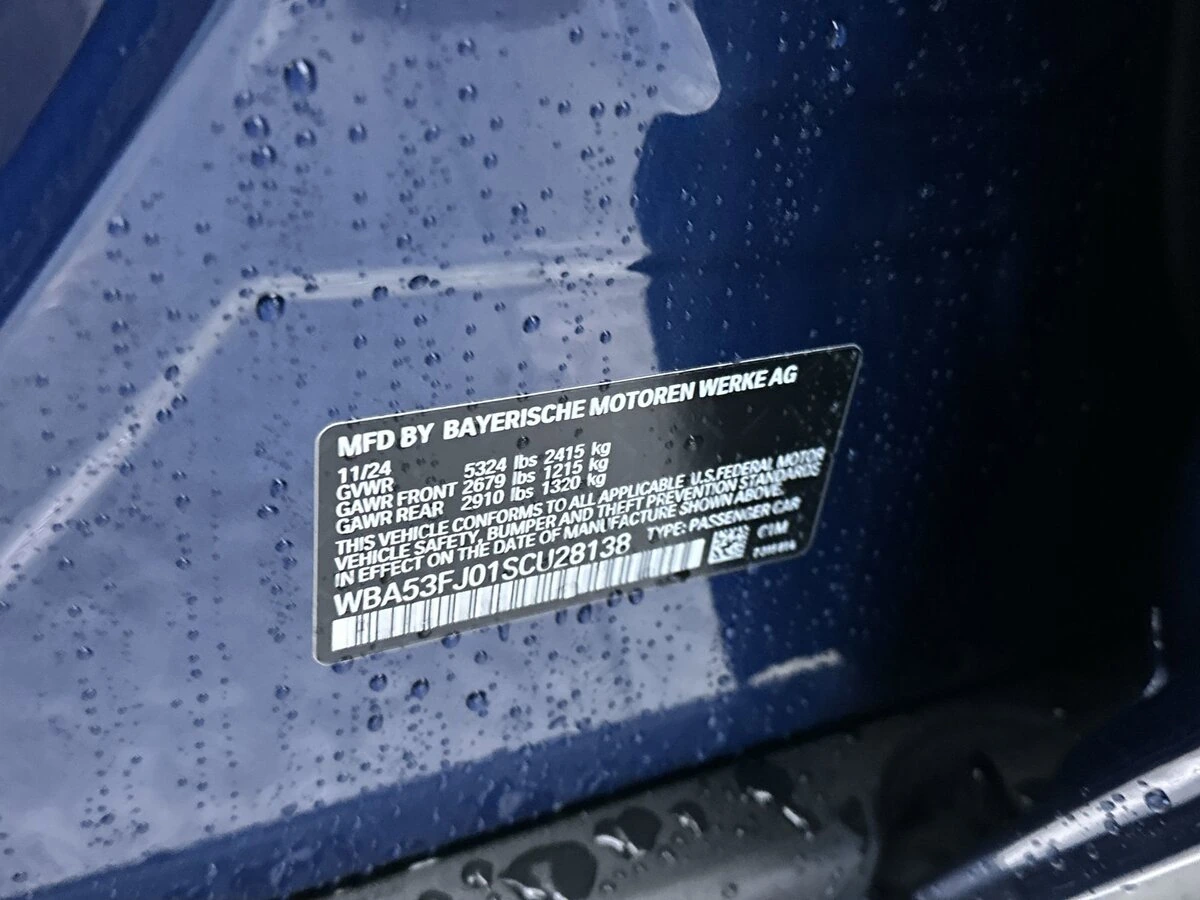 MFD BY BAYERISCHE MOTOREN WERKE AG
11/24
GVWR 5324 lbs 2415 kg
GAWR FRONT 2679 lbs 1215 kg
GAWR REAR 2910 lbs 1320 kg
THIS VEHICLE CONFORMS TO ALL APPLICABLE U.S.FEDERAL MOTOR
VEHICLE SAFETY, BUMPER AND THEFT PREVENTION STANDARDS
IN EFFECT ON THE DATE OF MANUFACTURE SHOWN ABOVE.
WBA53FJ01SCU28138 TYPE: PASSENGER CAR
C1M